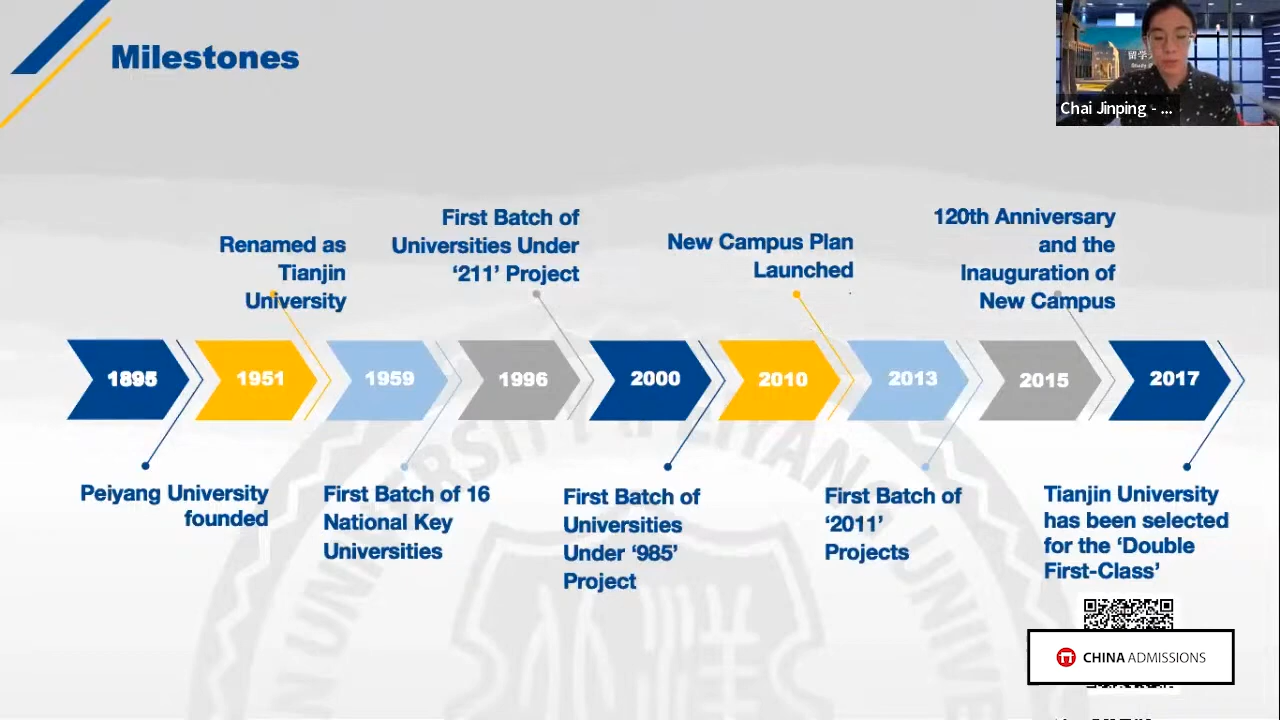 Milestones
留学
Study
Chai Jinping - ...
Renamed as
Tianjin
University
First Batch of
Universities Under
‘211’ Project
New Campus Plan
Launched
120th Anniversary
and the
Inauguration of
New Campus
1895
1951
1959
1996
2000
2010
2013
2015
2017
Peiyang University
founded
First Batch of 16
National Key
Universities
First Batch of
Universities
Under ‘985’
Project
First Batch of
‘2011’
Projects
Tianjin University
has been selected
for the ‘Double
First-Class’
CHINA ADMISSIONS